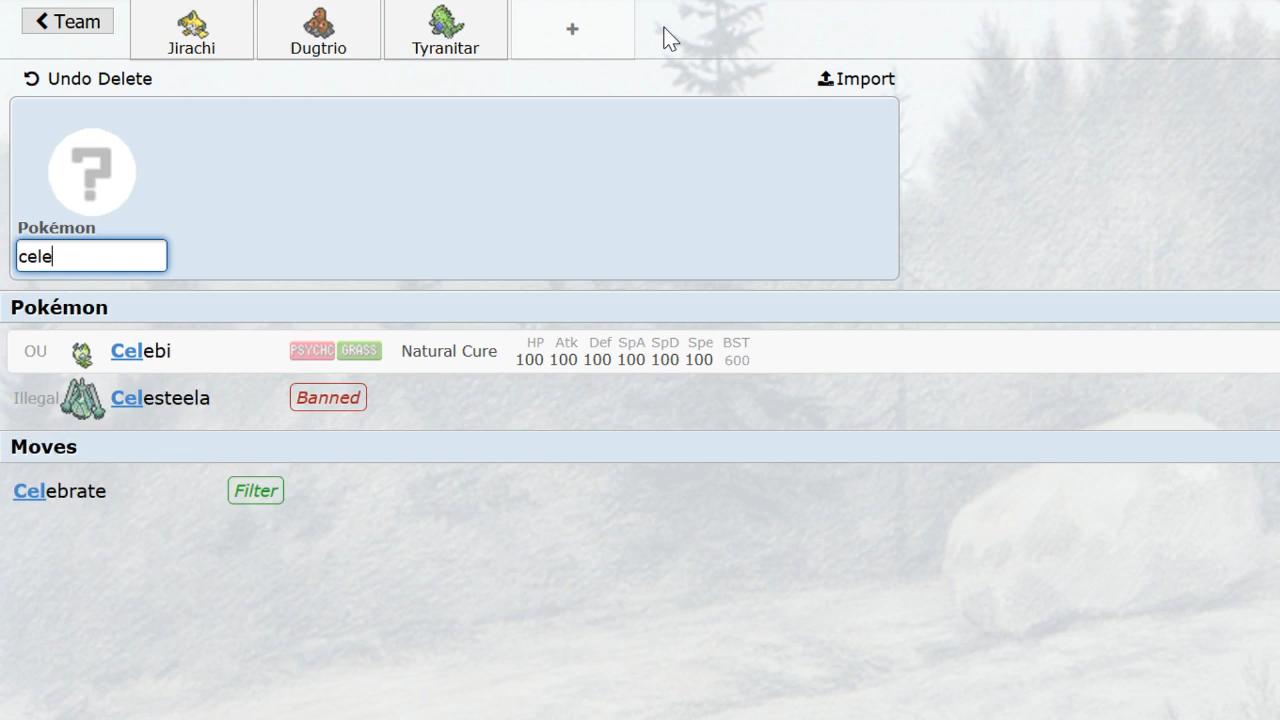 Team
Jirachi
Dugtrio
Tyranitar
+
Undo Delete
Import
?
Pokémon
cele
Pokémon
OU Celebi PSYCHC GRASS Natural Cure HP 100 Atk 100 Def 100 SpA 100 SpD 100 Spe 100 BST 600
Illegal Celesteela Banned
Moves
Celebrate Filter